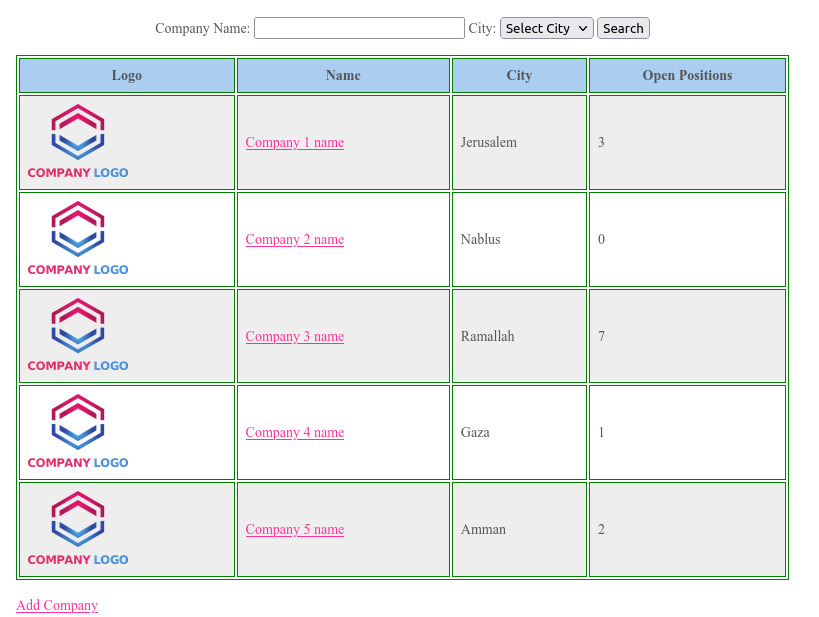 Company Name: City: Select City Search
Logo Name City Open Positions
COMPANY LOGO Company 1 name Jerusalem 3
COMPANY LOGO Company 2 name Nablus 0
COMPANY LOGO Company 3 name Ramallah 7
COMPANY LOGO Company 4 name Gaza 1
COMPANY LOGO Company 5 name Amman 2
Add Company